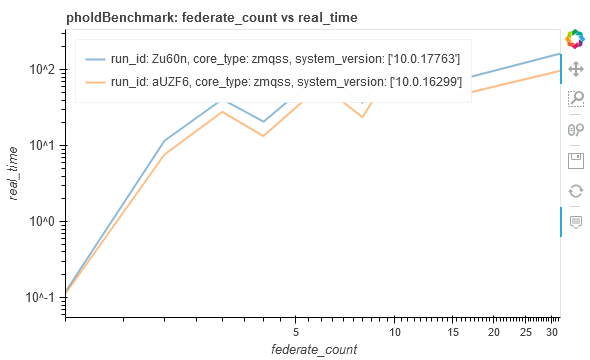 pholdBenchmark: federate_count vs real_time
run_id: Zu60n, core_type: zmqss, system_version: ['10.0.17763']
run_id: aUZF6, core_type: zmqss, system_version: ['10.0.16299']
real_time
10^2
10^1
10^0
10^-1
5
10
15
20
25
30
federate_count